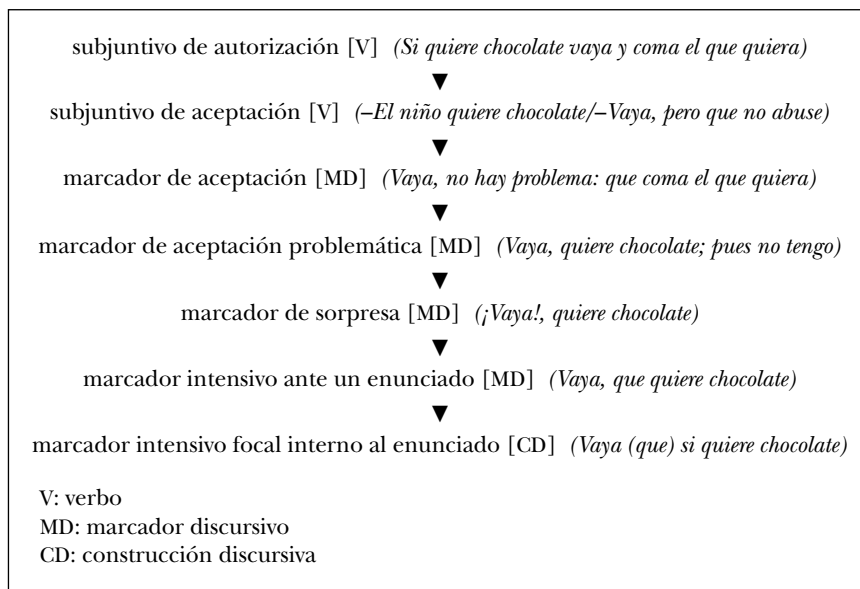 subjuntivo de autorización [V] (Si quiere chocolate vaya y coma el que quiera)
▼
subjuntivo de aceptación [V] (–El niño quiere chocolate/–Vaya, pero que no abuse)
▼
marcador de aceptación [MD] (Vaya, no hay problema: que coma el que quiera)
▼
marcador de aceptación problemática [MD] (Vaya, quiere chocolate; pues no tengo)
▼
marcador de sorpresa [MD] (¡Vaya!, quiere chocolate)
▼
marcador intensivo ante un enunciado [MD] (Vaya, que quiere chocolate)
▼
marcador intensivo focal interno al enunciado [CD] (Vaya (que) si quiere chocolate)
V: verbo
MD: marcador discursivo
CD: construcción discursiva